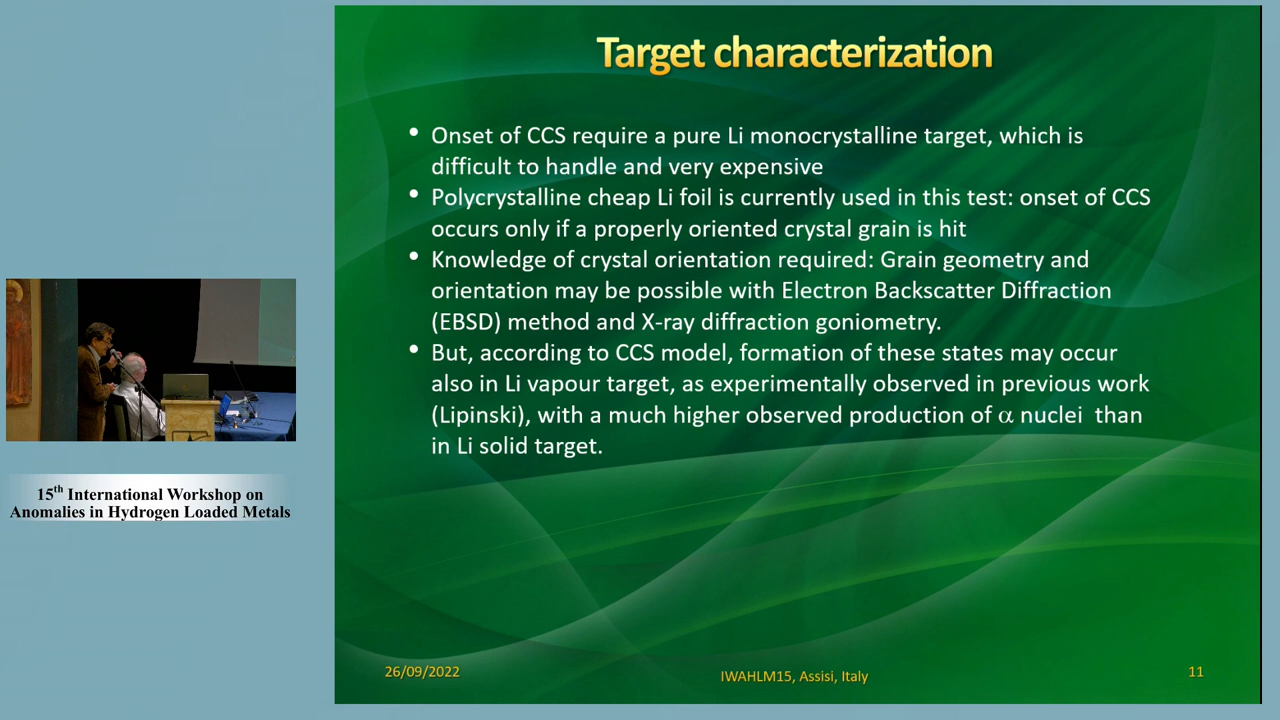 Target characterization
• Onset of CCS require a pure Li monocrystalline target, which is
difficult to handle and very expensive
• Polycrystalline cheap Li foil is currently used in this test: onset of CCS
occurs only if a properly oriented crystal grain is hit
• Knowledge of crystal orientation required: Grain geometry and
orientation may be possible with Electron Backscatter Diffraction
(EBSD) method and X-ray diffraction goniometry.
• But, according to CCS model, formation of these states may occur
also in Li vapour target, as experimentally observed in previous work
(Lipinski), with a much higher observed production of α nuclei than
in Li solid target.
15th International Workshop on
Anomalies in Hydrogen Loaded Metals
26/09/2022
IWAHLM15, Assisi, Italy
11